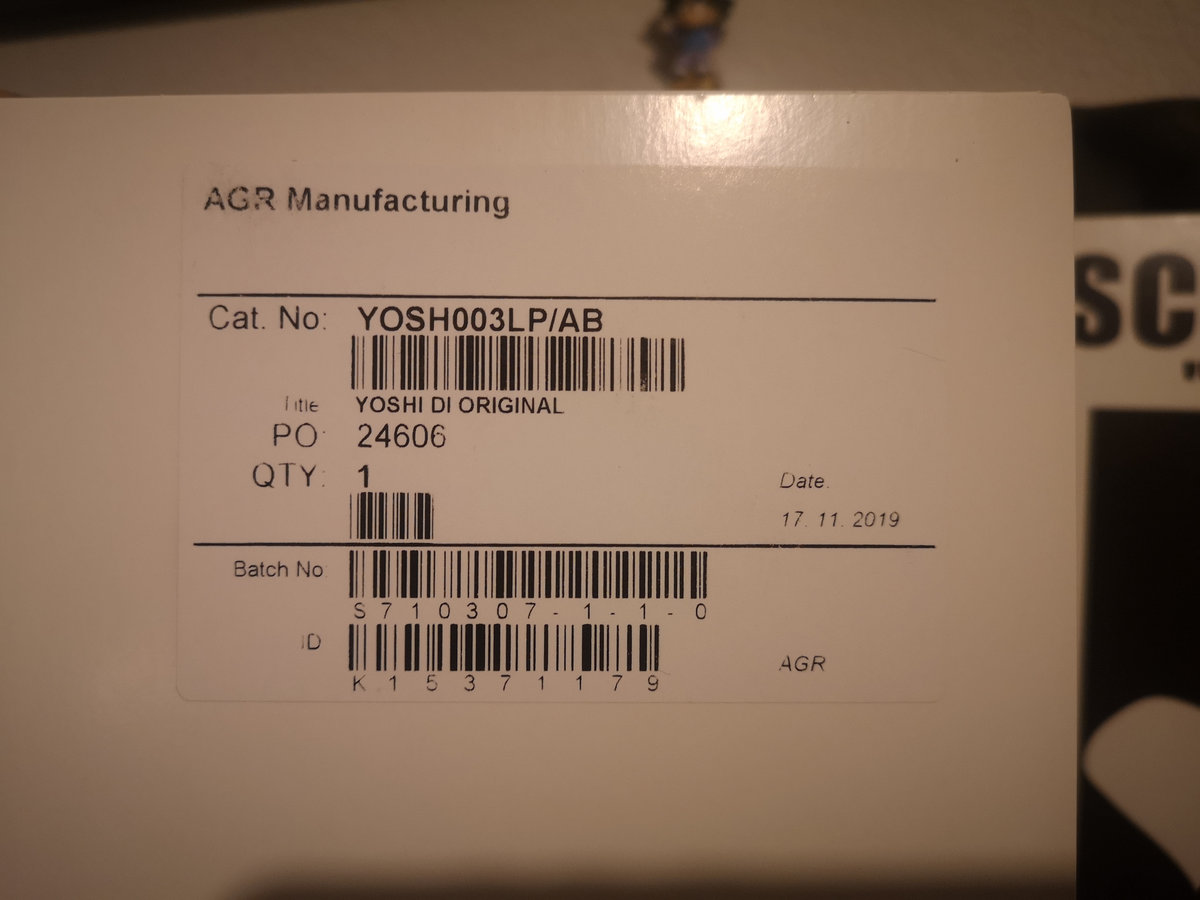 AGR Manufacturing
Cat. No: YOSH003LP/AB
Title YOSHI DI ORIGINAL
PO: 24606
QTY: 1
Date.
17. 11. 2019
Batch No.
S710307-1-1-0
ID
K15371179
AGR
SC